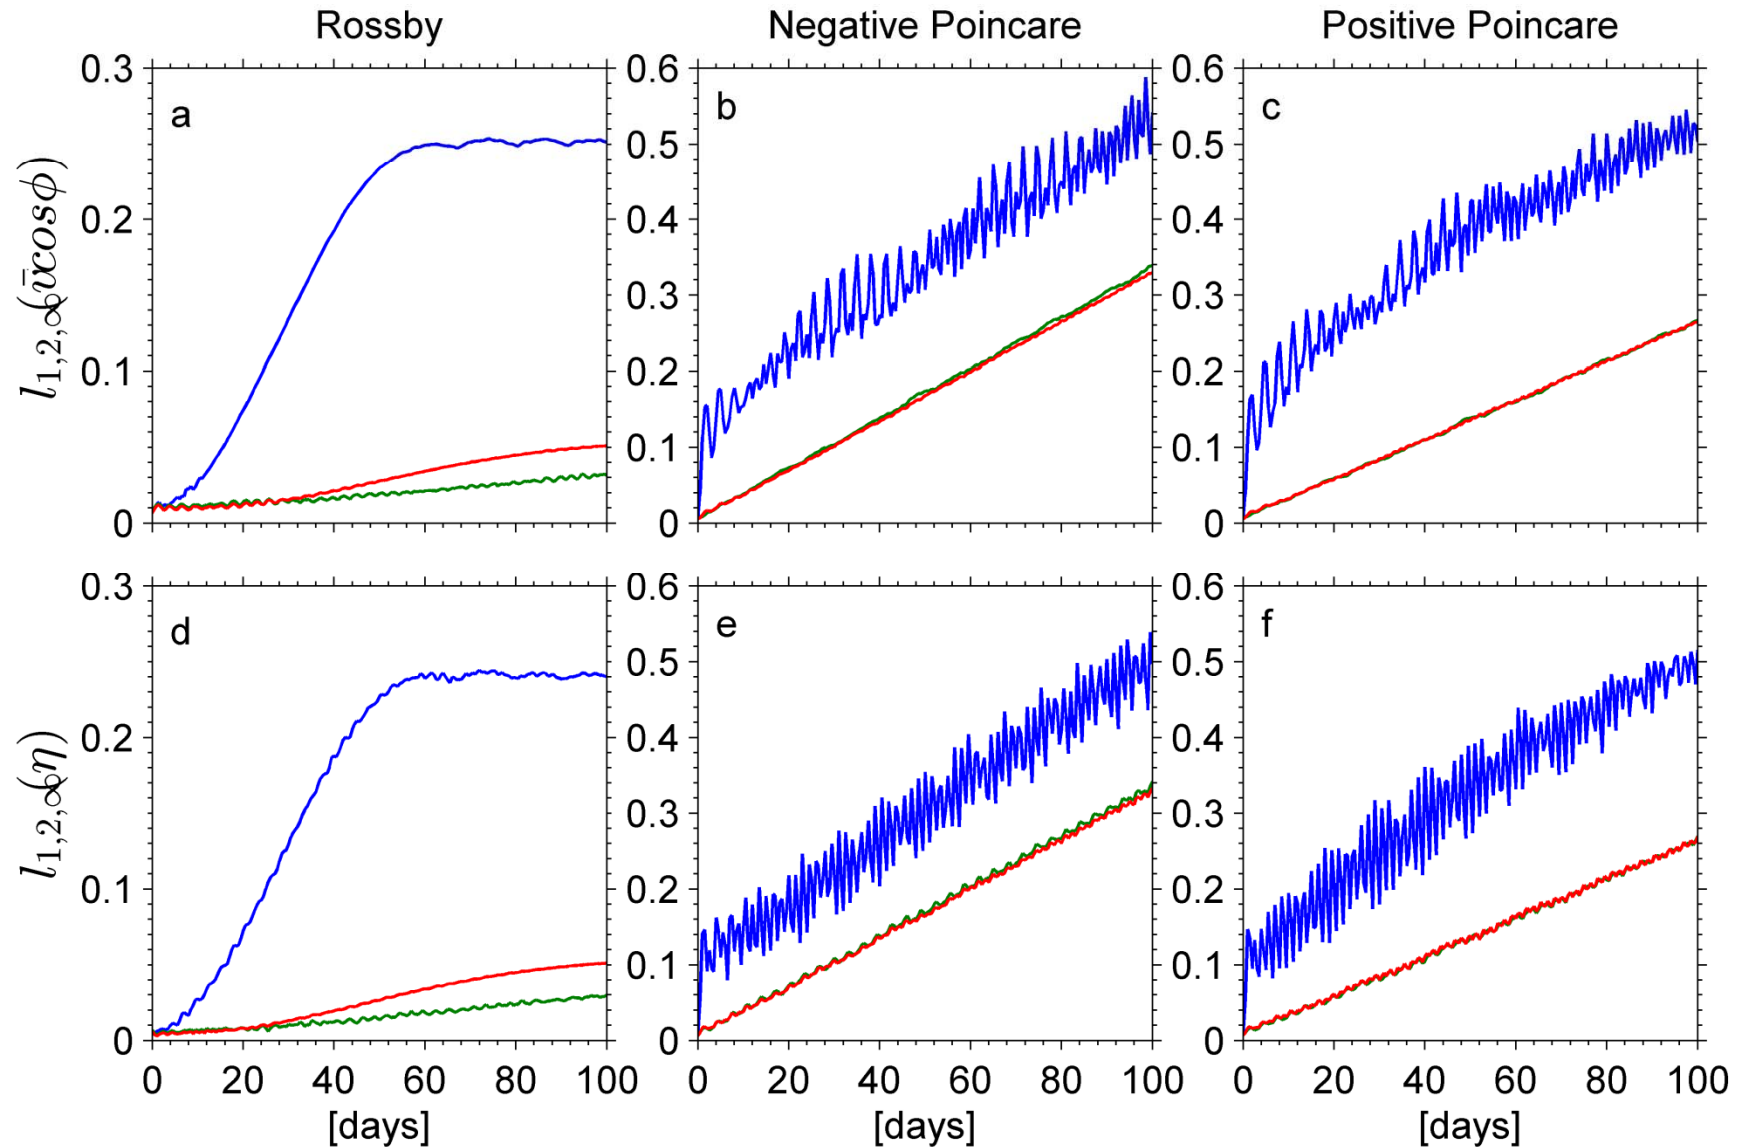 Rossby Negative Poincare Positive Poincare
0.3 0.6 0.6
a b c
0.5 0.5
0.2 0.4 0.4
0.3 0.3
0.1 0.2 0.2
0.1 0.1
0 0 0
l₁,₂,∞(ūcosϕ)
0.3 0.6 0.6
d e f
0.5 0.5
0.2 0.4 0.4
0.3 0.3
0.1 0.2 0.2
0.1 0.1
0 0 0
l₁,₂,∞(η)
0 20 40 60 80 100 0 20 40 60 80 100 0 20 40 60 80 100
[days] [days] [days]